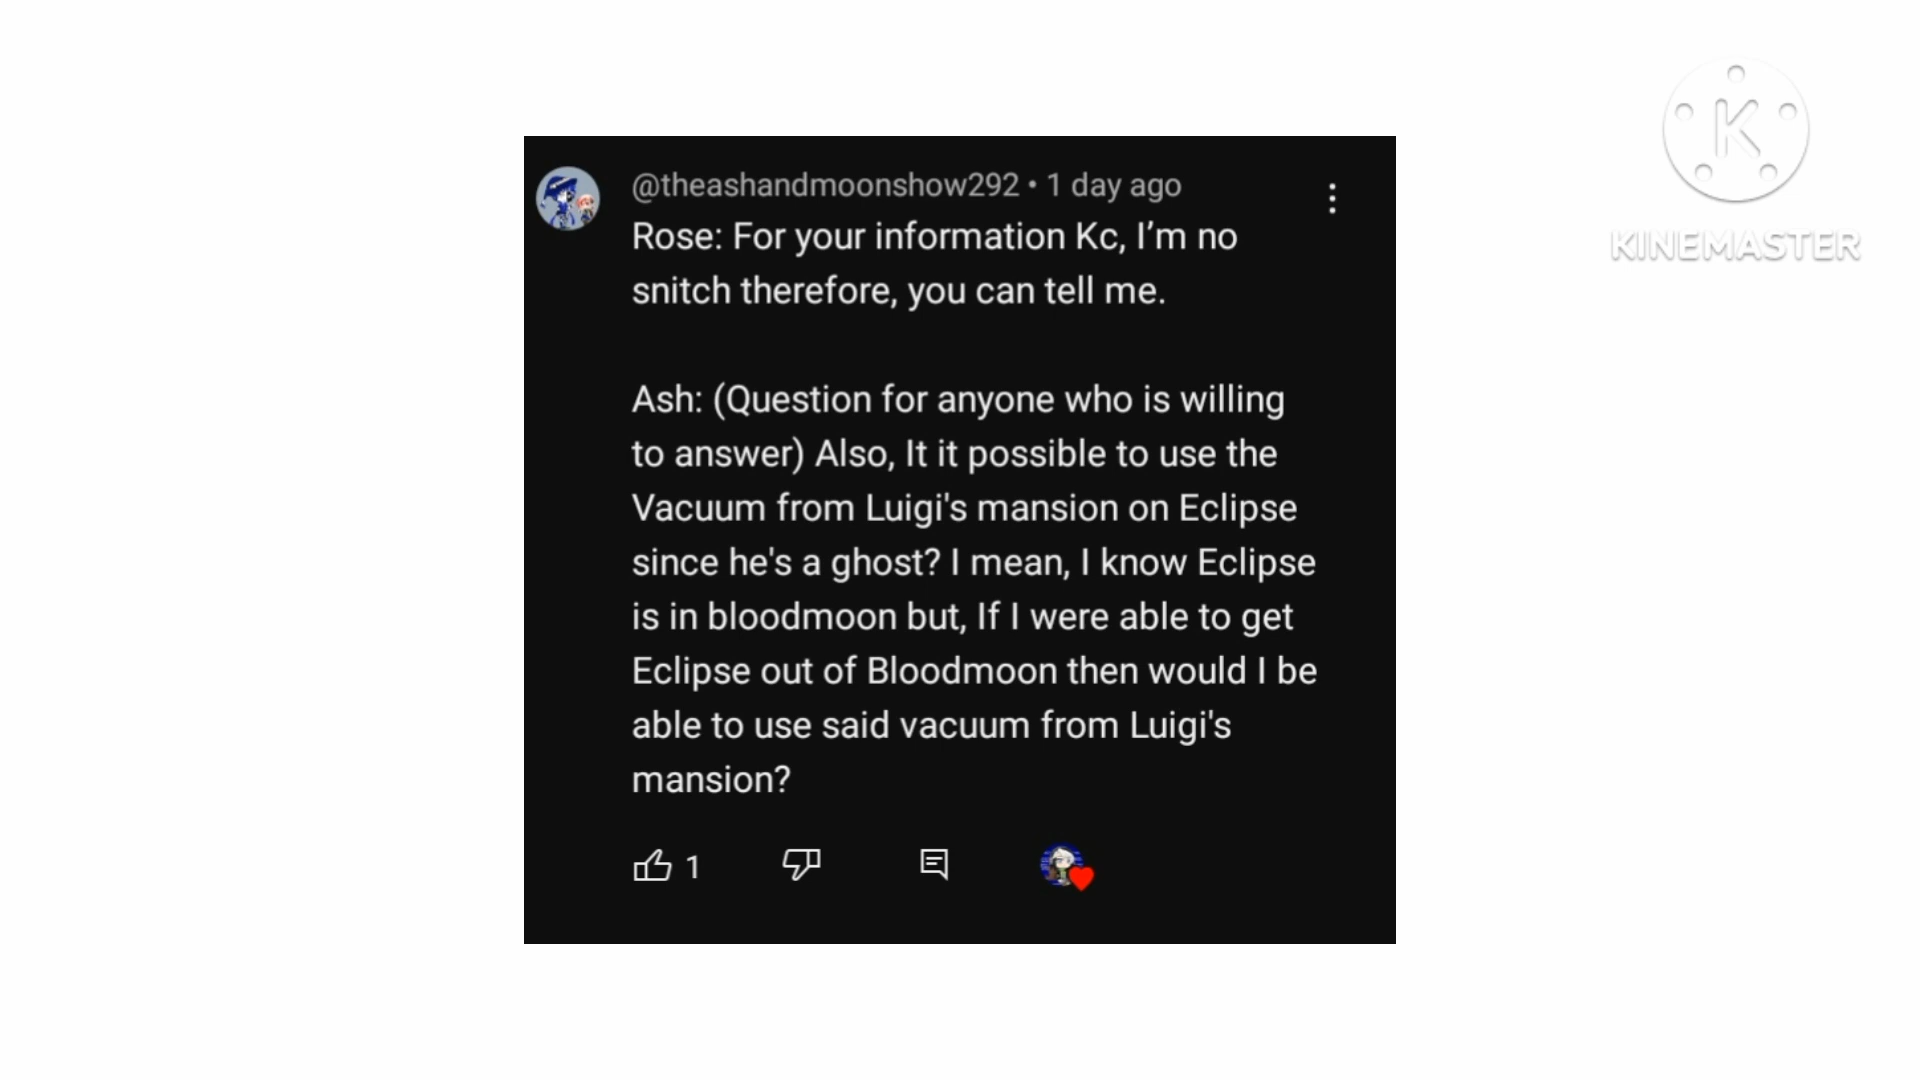 @theashandmoonshow292 • 1 day ago
Rose: For your information Kc, I’m no
snitch therefore, you can tell me.
Ash: (Question for anyone who is willing
to answer) Also, It it possible to use the
Vacuum from Luigi's mansion on Eclipse
since he's a ghost? I mean, I know Eclipse
is in bloodmoon but, If I were able to get
Eclipse out of Bloodmoon then would I be
able to use said vacuum from Luigi's
mansion?
1
K
KINEMASTER